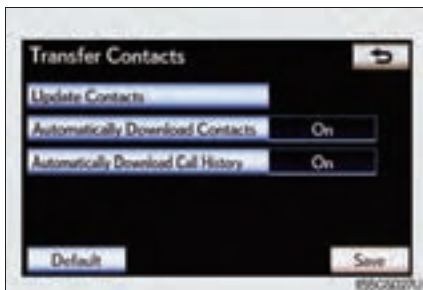 Transfer Contacts
Update Contacts
Automatically Download Contacts On
Automatically Download Call History On
Default Save